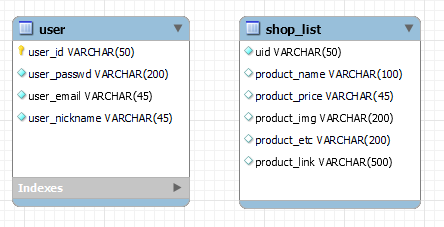 user
user_id VARCHAR(50)
user_passwd VARCHAR(200)
user_email VARCHAR(45)
user_nickname VARCHAR(45)
Indexes
shop_list
uid VARCHAR(50)
product_name VARCHAR(100)
product_price VARCHAR(45)
product_img VARCHAR(200)
product_etc VARCHAR(200)
product_link VARCHAR(500)